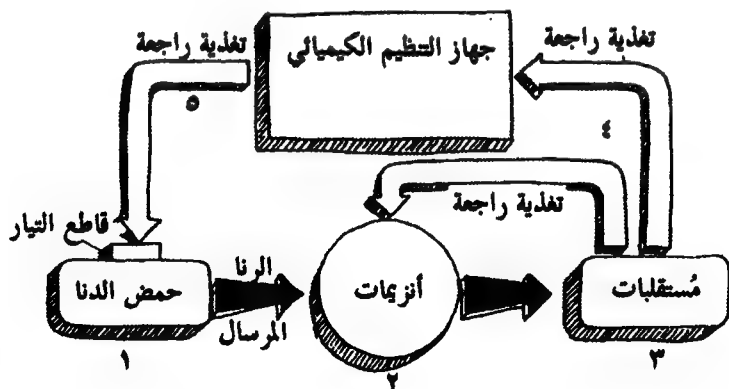 تغذية راجعة
جهاز التنظيم الكيميائي
تغذية راجعة
٥
٤
تغذية راجعة
قاطع التيار
حمض الدنا
الرنا
المرسال
أنزيمات
مُستقلبات
١
٢
٣